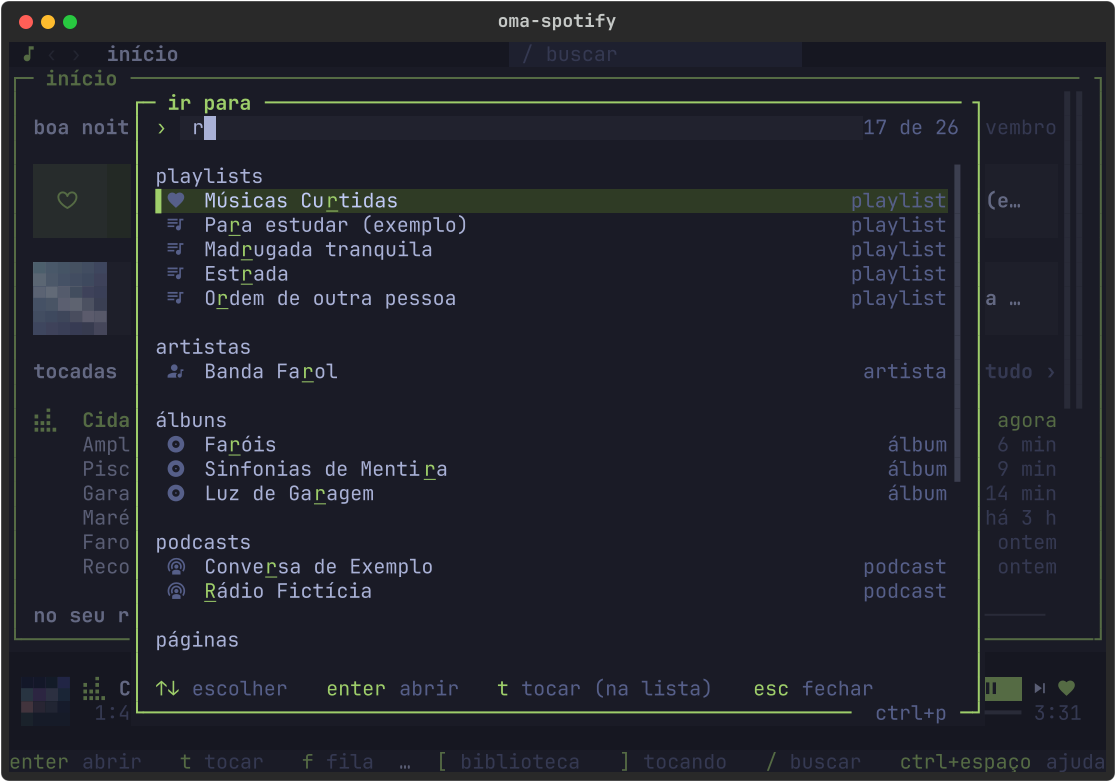 oma-spotify
início
/ buscar
início
ir para
boa noit
› r
17 de 26
vembro
playlists
Músicas Curtidas playlist
(e…
Para estudar (exemplo) playlist
Madrugada tranquila playlist
Estrada playlist
Ordem de outra pessoa playlist
a …
artistas
tocadas
Banda Farol artista
tudo ›
álbuns
Cida
agora
Ampl
Faróis álbum
6 min
Pisc
Sinfonias de Mentira álbum
9 min
Gara
Luz de Garagem álbum
14 min
Maré
há 3 h
Faro
podcasts
ontem
Reco
Conversa de Exemplo podcast
ontem
Rádio Fictícia podcast
no seu r
páginas
C
↑↓ escolher enter abrir t tocar (na lista) esc fechar
1:4
ctrl+p
3:31
enter abrir t tocar f fila … [ biblioteca ] tocando / buscar ctrl+espaço ajuda